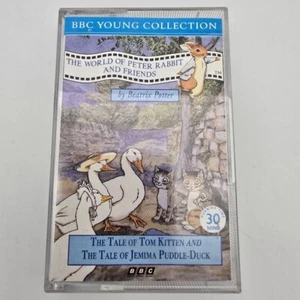 BBC YOUNG COLLECTION
THE WORLD OF PETER RABBIT
AND FRIENDS
TM
by Beatrix Potter
30
THE TALE OF TOM KITTEN AND
THE TALE OF JEMIMA PUDDLE-DUCK
BBC